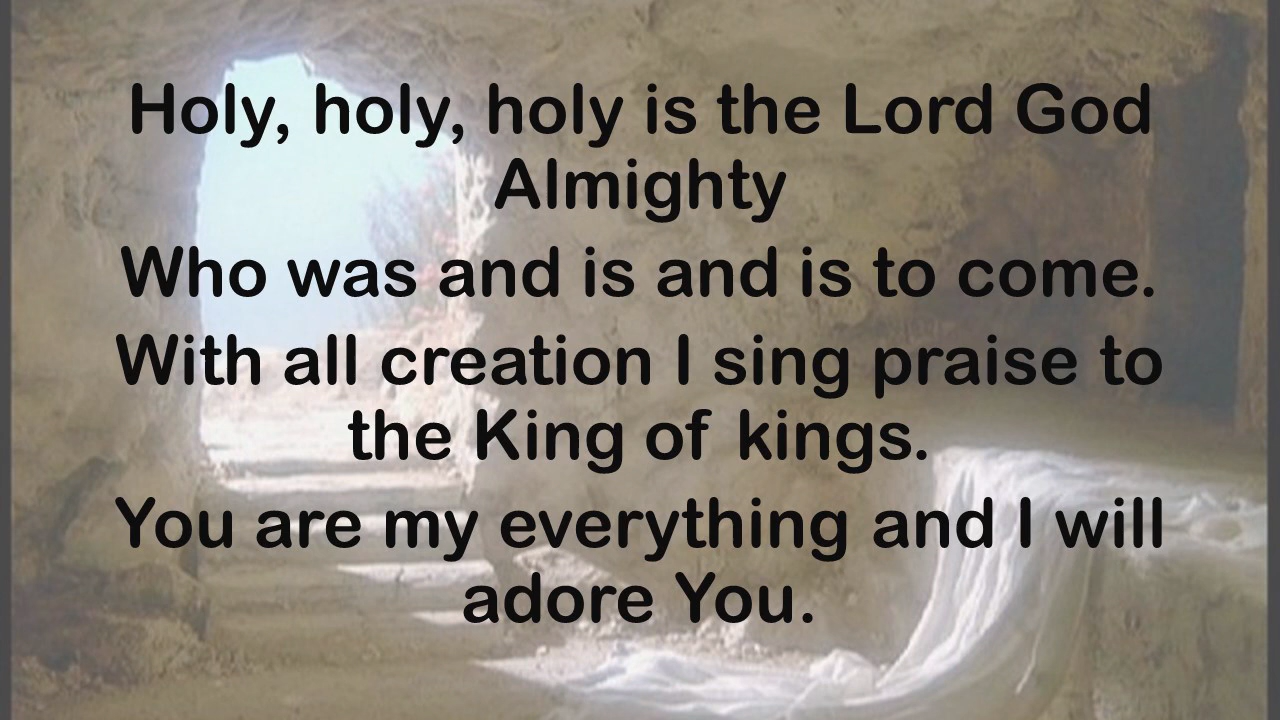 Holy, holy, holy is the Lord God
Almighty
Who was and is and is to come.
With all creation I sing praise to
the King of kings.
You are my everything and I will
adore You.